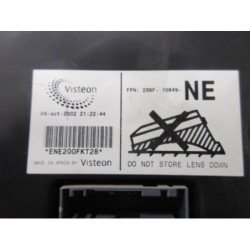 Visteon
04-oct-2002 21:22:44
*ENE200FKT28*
MADE IN SPAIN BY Visteon
FPN: 2S6F- 10849-
NE
DO NOT STORE LENS DOWN